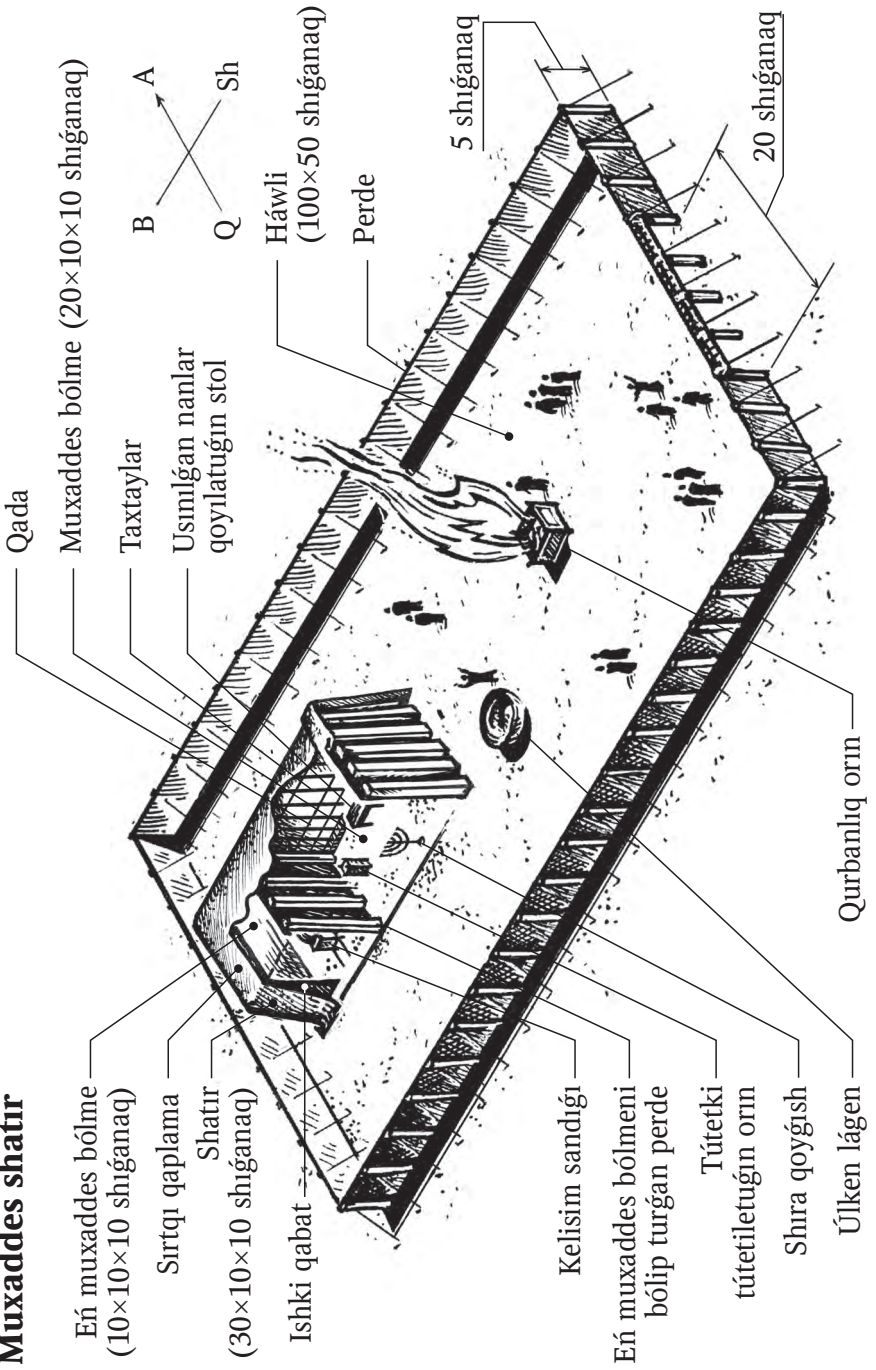 Muxaddes shatır
Eń muxaddes bólme
(10×10×10 shıǵanaq)
Sırtqı qaplama
Shatır
(30×10×10 shıǵanaq)
Ishki qabat
Qada
Muxaddes bólme (20×10×10 shıǵanaq)
Taxtaylar
Usınılǵan nanlar
qoyılatuǵın stol
B
A
Q
Sh
Háwli
(100×50 shıǵanaq)
Perde
5 shıǵanaq
20 shıǵanaq
Kelisim sandıǵı
Eń muxaddes bólmeni
bólip turǵan perde
Tútetki
tútetiletuǵın orın
Shıra qoyǵısh
Úlken lágen
Qurbanlıq orın